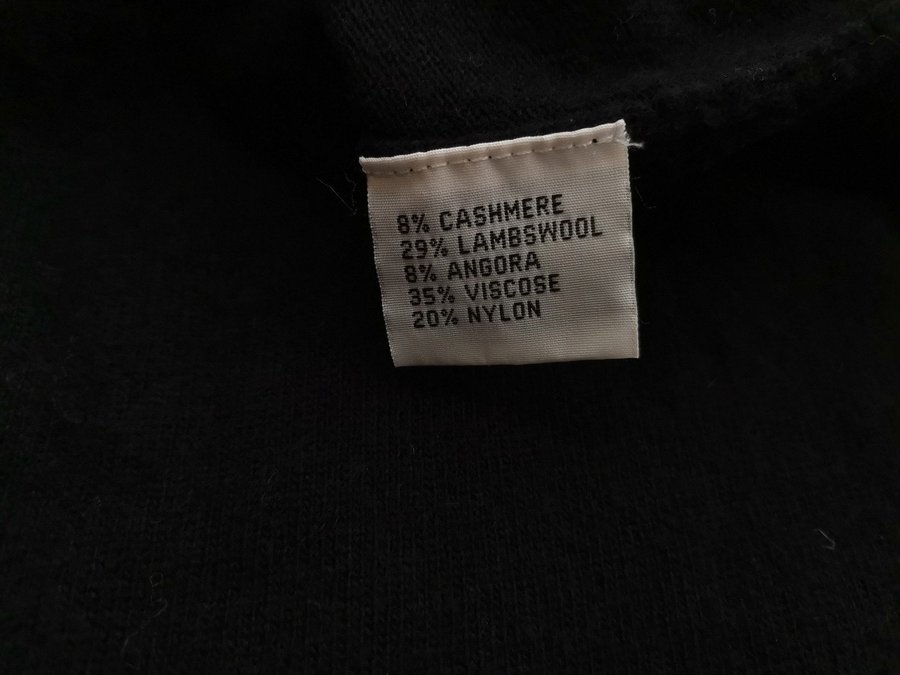 8% CASHMERE
29% LAMBSWOOL
8% ANGORA
35% VISCOSE
20% NYLON